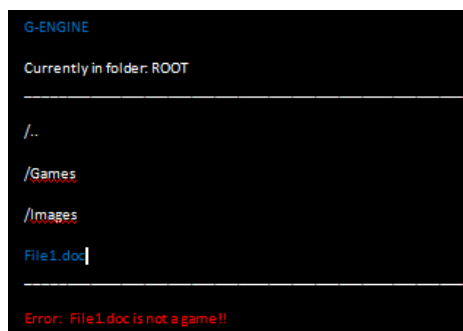 G-ENGINE
Currently in folder: ROOT
/..
/Games
/Images
File1.doc
Error: File1.doc is not a game!!